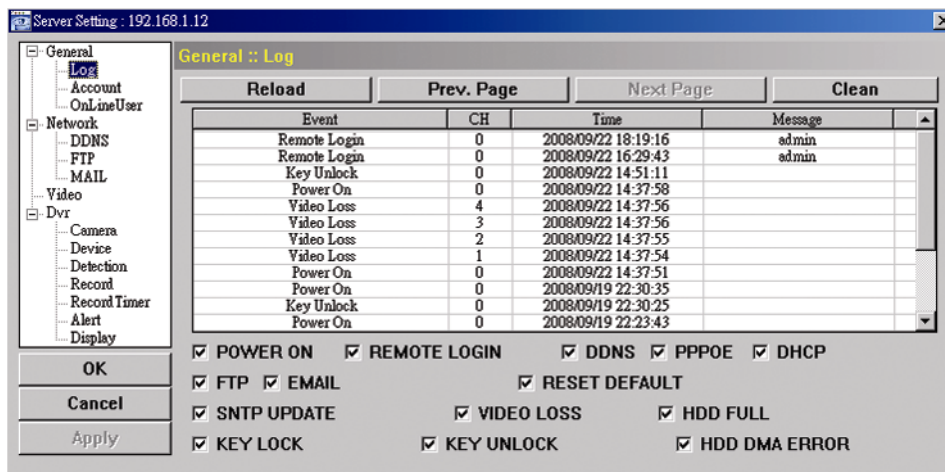 Server Setting : 192.168.1.12
General
Log
Account
OnLineUser
Network
DDNS
FTP
MAIL
Video
Dvr
Camera
Device
Detection
Record
Record Timer
Alert
Display
OK
Cancel
Apply
General :: Log
Reload Prev. Page Next Page Clean
Event CH Time Message
Remote Login 0 2008/09/22 18:19:16 admin
Remote Login 0 2008/09/22 16:29:43 admin
Key Unlock 0 2008/09/22 14:51:11
Power On 0 2008/09/22 14:37:58
Video Loss 4 2008/09/22 14:37:56
Video Loss 3 2008/09/22 14:37:56
Video Loss 2 2008/09/22 14:37:55
Video Loss 1 2008/09/22 14:37:54
Power On 0 2008/09/22 14:37:51
Power On 0 2008/09/19 22:30:35
Key Unlock 0 2008/09/19 22:30:25
Power On 0 2008/09/19 22:23:43
POWER ON REMOTE LOGIN DDNS PPPOE DHCP
FTP EMAIL RESET DEFAULT
SNTP UPDATE VIDEO LOSS HDD FULL
KEY LOCK KEY UNLOCK HDD DMA ERROR